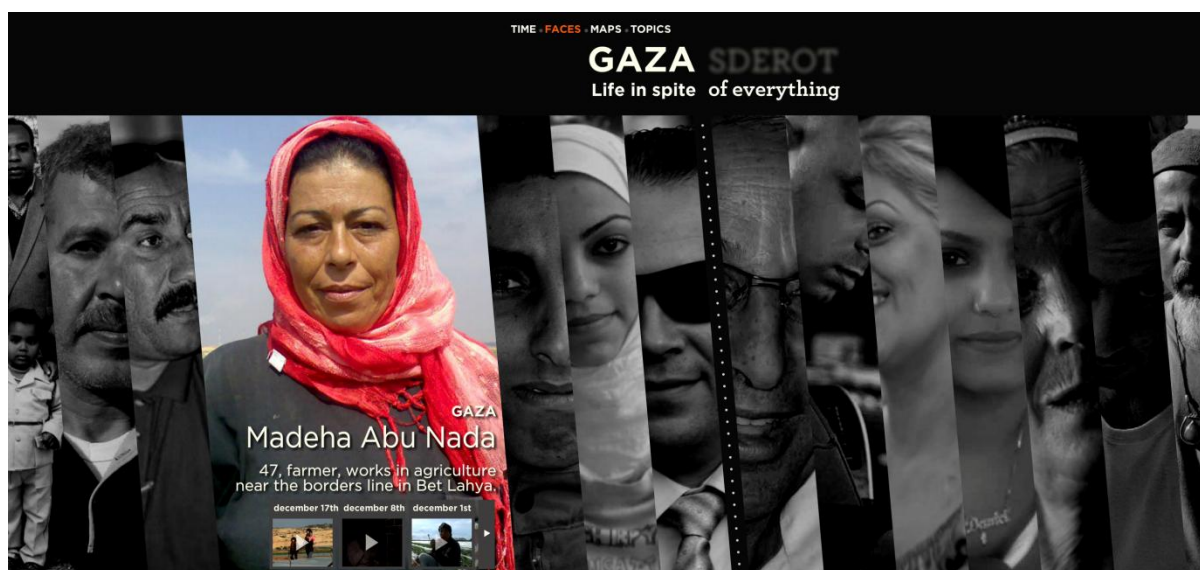 TIME • FACES • MAPS • TOPICS
GAZA SDEROT
Life in spite of everything
GAZA
Madeha Abu Nada
47, farmer, works in agriculture
near the borders line in Bet Lahya.
december 17th december 8th december 1st